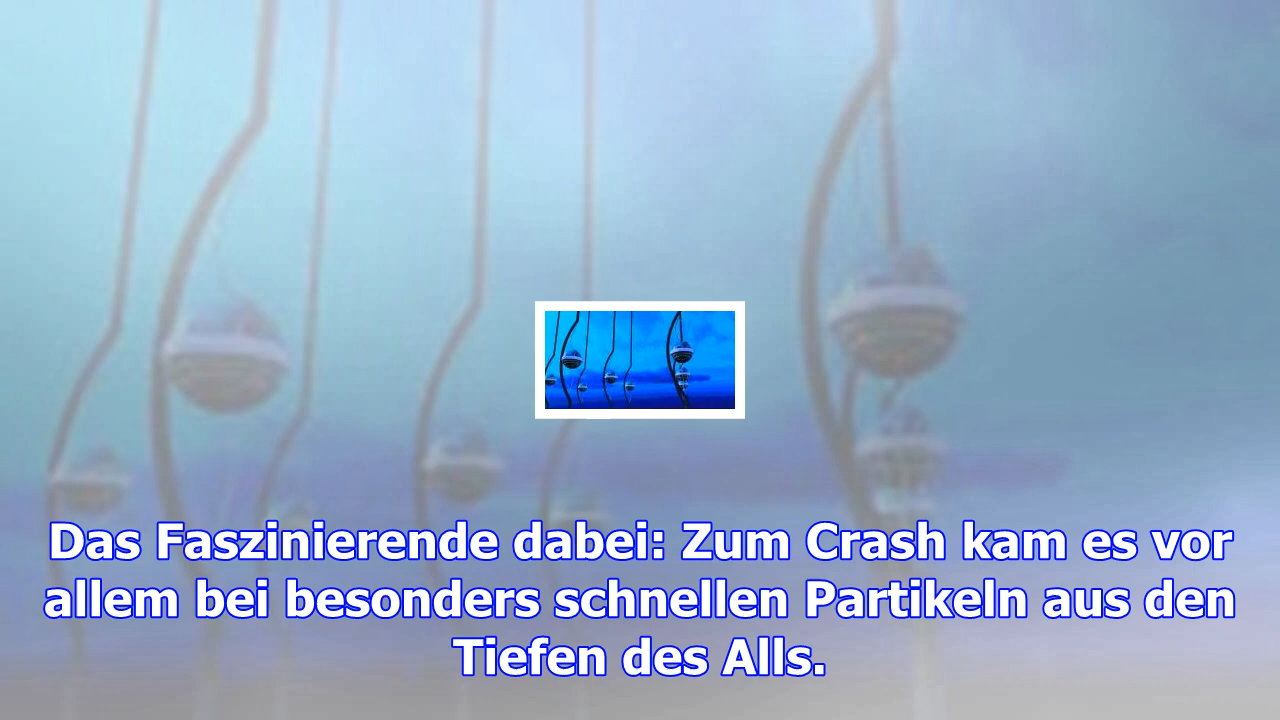 Das Faszinierende dabei: Zum Crash kam es vor
allem bei besonders schnellen Partikeln aus den
Tiefen des Alls.